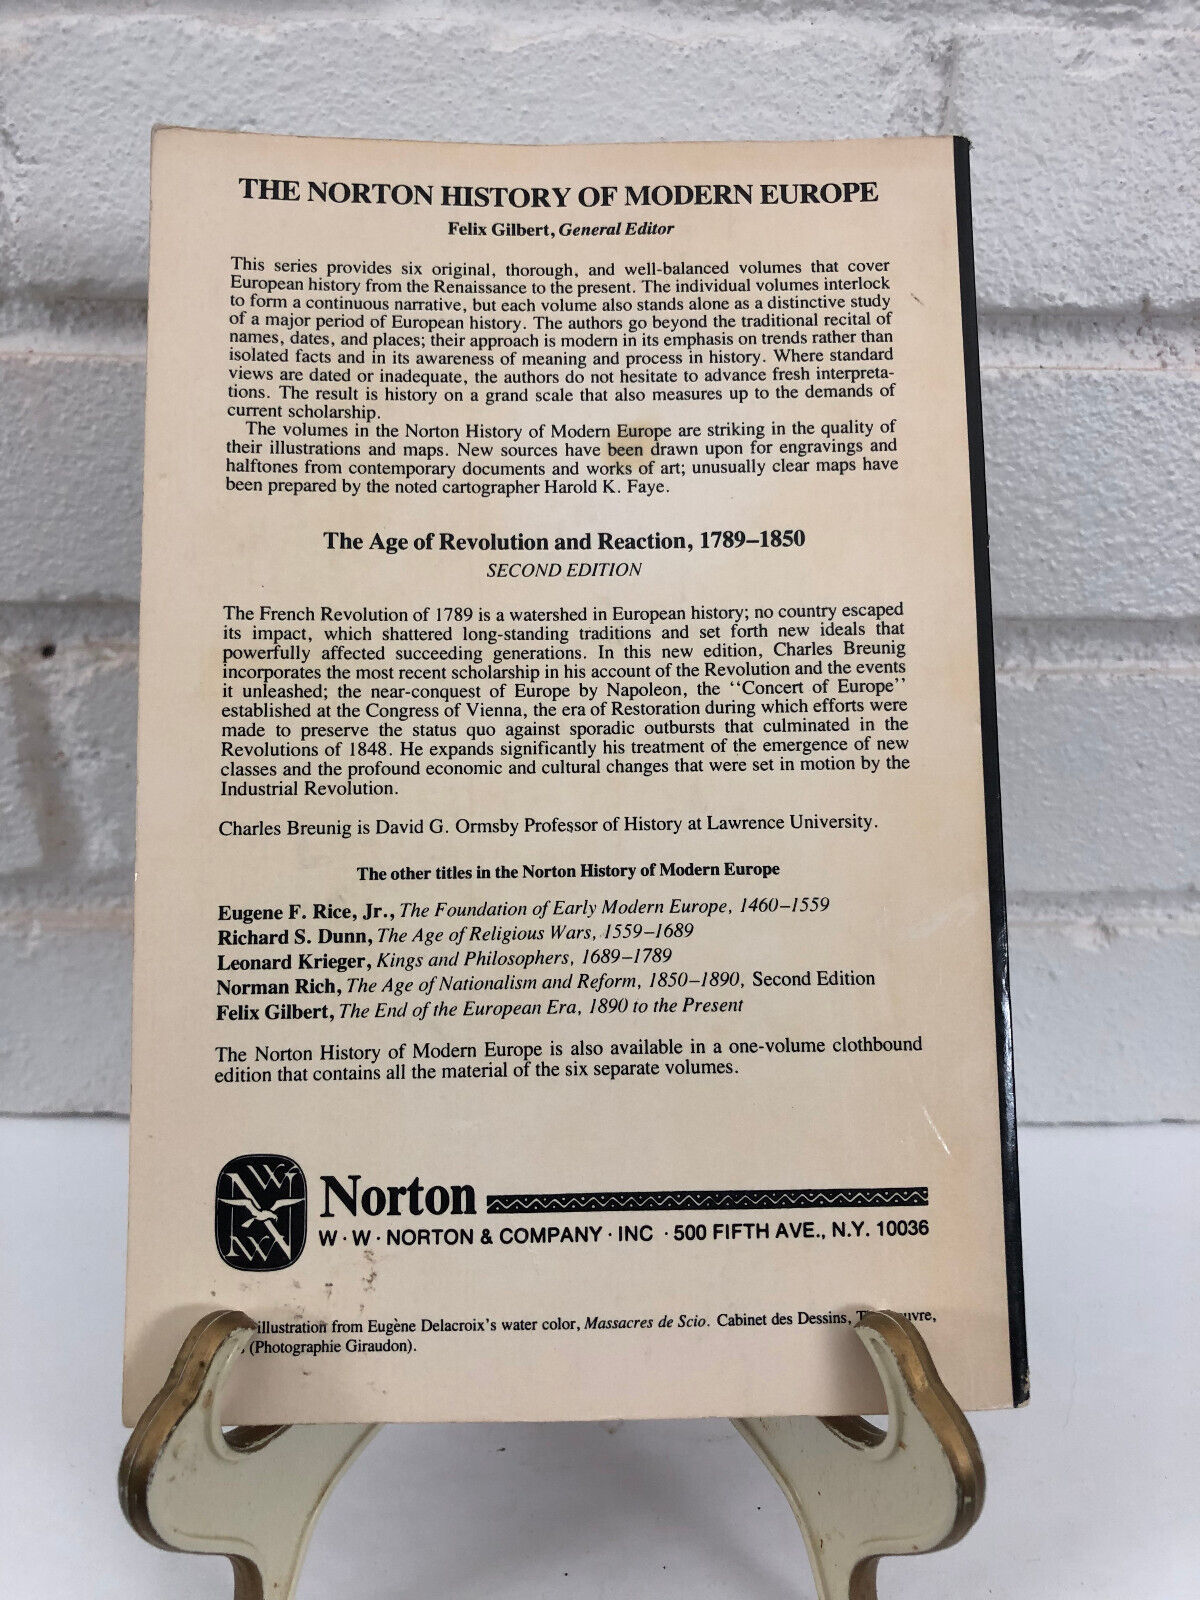 THE NORTON HISTORY OF MODERN EUROPE
Felix Gilbert, General Editor
This series provides six original, thorough, and well-balanced volumes that cover
European history from the Renaissance to the present. The individual volumes interlock
to form a continuous narrative, but each volume also stands alone as a distinctive study
of a major period of European history. The authors go beyond the traditional recital of
names, dates, and places; their approach is modern in its emphasis on trends rather than
isolated facts and in its awareness of meaning and process in history. Where standard
views are dated or inadequate, the authors do not hesitate to advance fresh interpreta-
tions. The result is history on a grand scale that also measures up to the demands of
current scholarship.
The volumes in the Norton History of Modern Europe are striking in the quality of
their illustrations and maps. New sources have been drawn upon for engravings and
halftones from contemporary documents and works of art; unusually clear maps have
been prepared by the noted cartographer Harold K. Faye.
The Age of Revolution and Reaction, 1789–1850
SECOND EDITION
The French Revolution of 1789 is a watershed in European history; no country escaped
its impact, which shattered long-standing traditions and set forth new ideals that
powerfully affected succeeding generations. In this new edition, Charles Breunig
incorporates the most recent scholarship in his account of the Revolution and the events
it unleashed; the near-conquest of Europe by Napoleon, the ‘‘Concert of Europe’’
established at the Congress of Vienna, the era of Restoration during which efforts were
made to preserve the status quo against sporadic outbursts that culminated in the
Revolutions of 1848. He expands significantly his treatment of the emergence of new
classes and the profound economic and cultural changes that were set in motion by the
Industrial Revolution.
Charles Breunig is David G. Ormsby Professor of History at Lawrence University.
The other titles in the Norton History of Modern Europe
Eugene F. Rice, Jr., The Foundation of Early Modern Europe, 1460–1559
Richard S. Dunn, The Age of Religious Wars, 1559–1689
Leonard Krieger, Kings and Philosophers, 1689–1789
Norman Rich, The Age of Nationalism and Reform, 1850–1890, Second Edition
Felix Gilbert, The End of the European Era, 1890 to the Present
The Norton History of Modern Europe is also available in a one-volume clothbound
edition that contains all the material of the six separate volumes.
Norton
W · W · NORTON & COMPANY · INC · 500 FIFTH AVE., N.Y. 10036
illustration from Eugène Delacroix's water color, Massacres de Scio. Cabinet des Dessins,
(Photographie Giraudon).